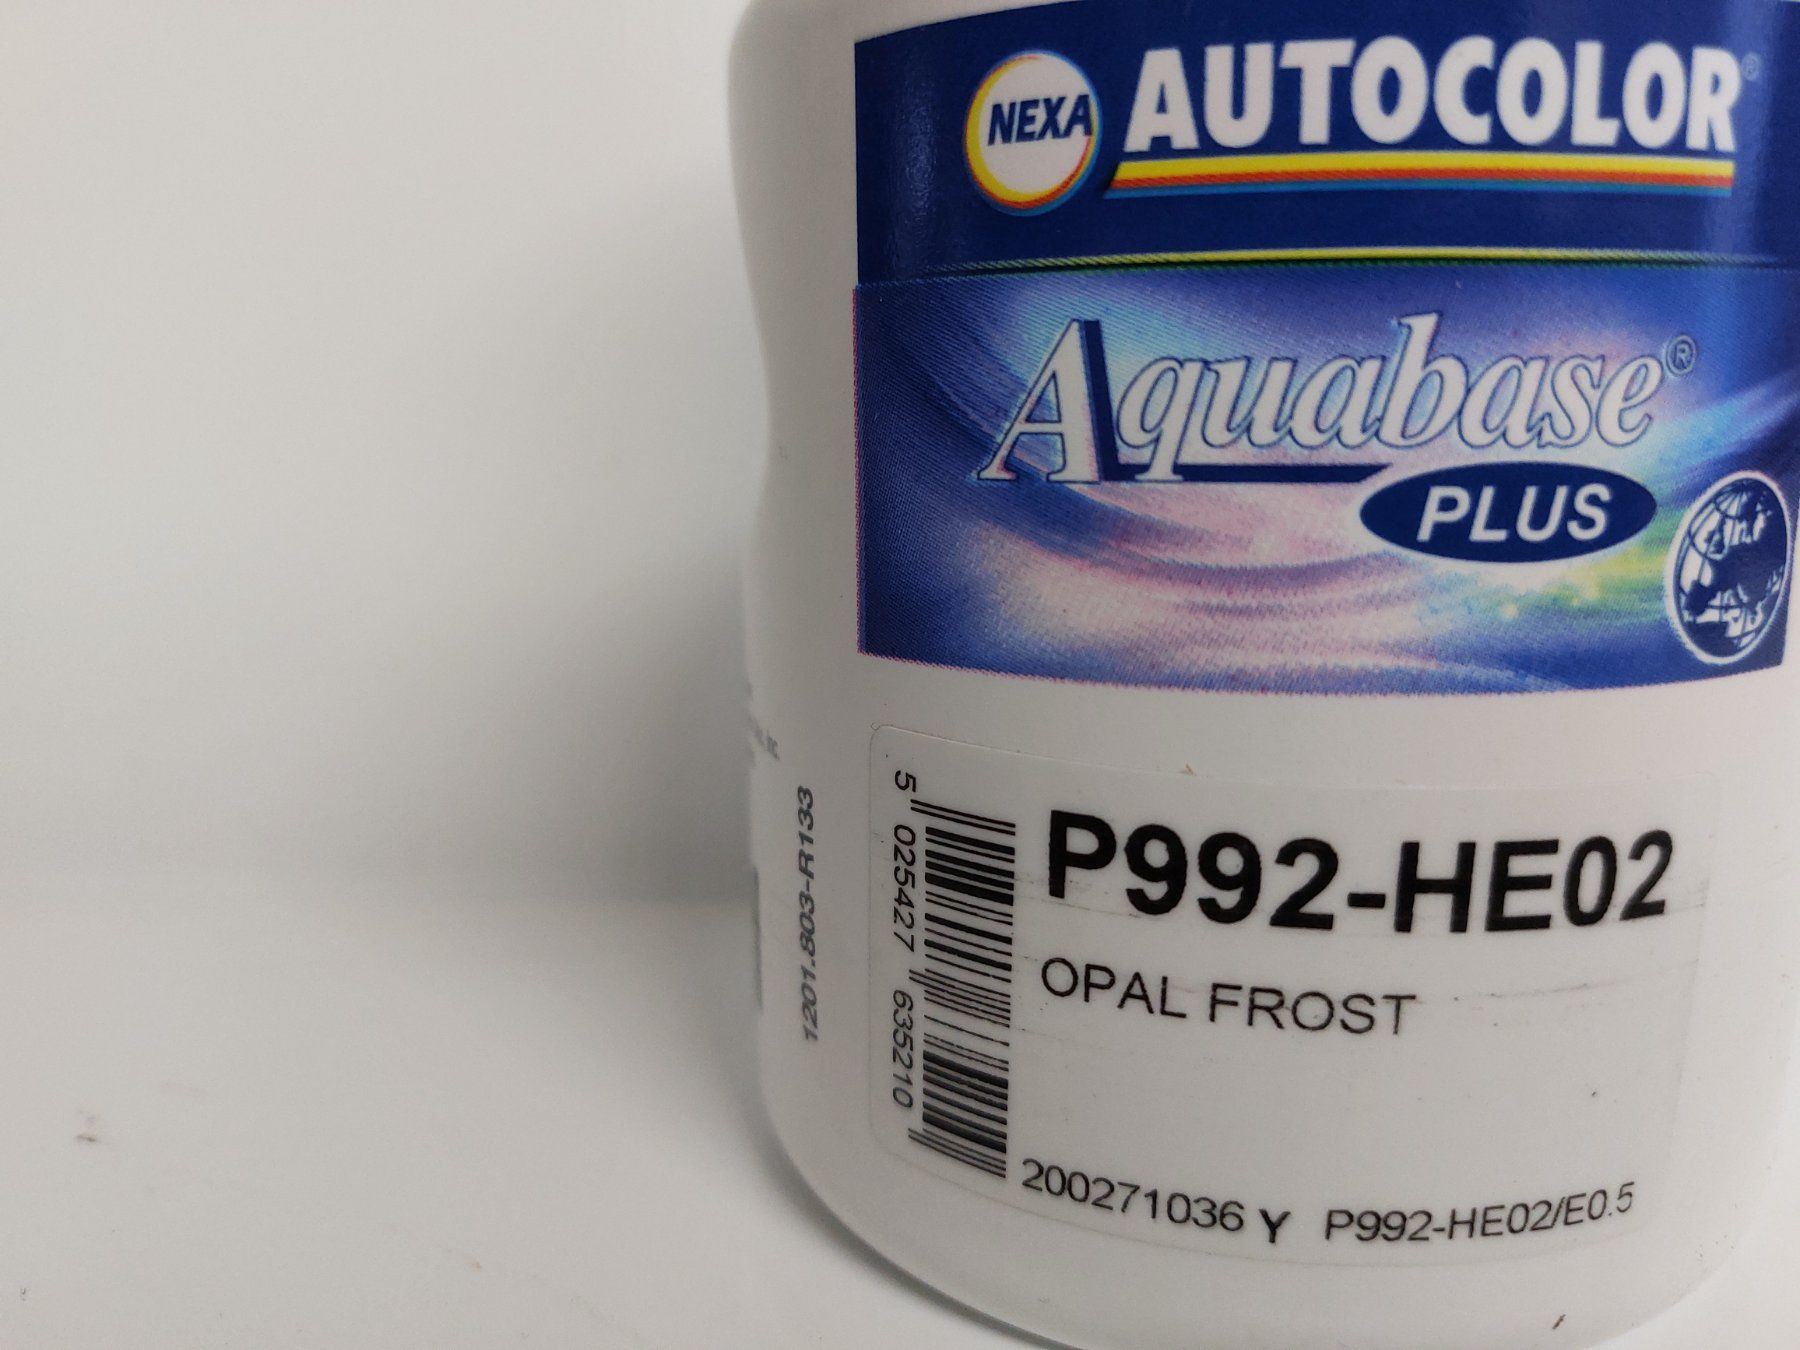 NEXA AUTOCOLOR®
Aquabase®
PLUS
1201.803-R133
5 025427 635210
P992-HE02
OPAL FROST
200271036 Y P992-HE02/E0.5